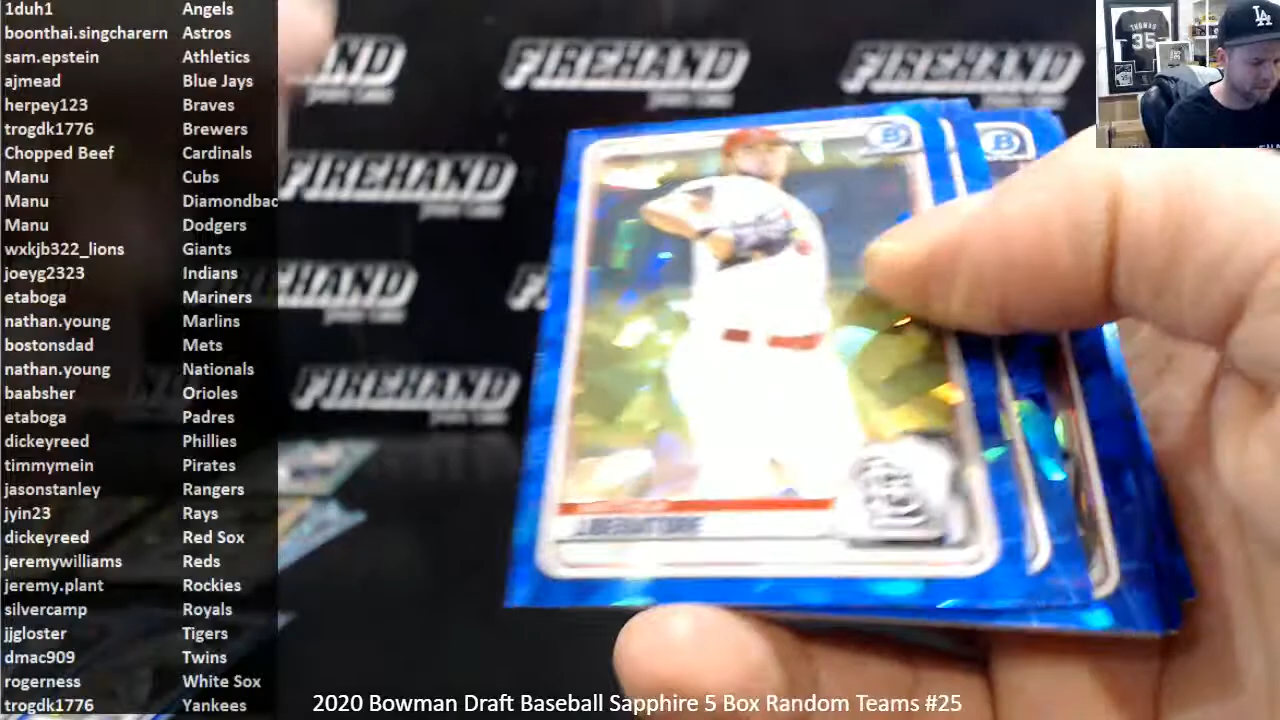 1duh1 Angels
boonthai.singcharern Astros
sam.epstein Athletics
ajmead Blue Jays
herpey123 Braves
trogdk1776 Brewers
Chopped Beef Cardinals
Manu Cubs
Manu Diamondbac
Manu Dodgers
wxkjb322_lions Giants
joeyg2323 Indians
etaboga Mariners
nathan.young Marlins
bostonsdad Mets
nathan.young Nationals
baabsher Orioles
etaboga Padres
dickeyreed Phillies
timmymein Pirates
jasonstanley Rangers
jyin23 Rays
dickeyreed Red Sox
jeremywilliams Reds
jeremy.plant Rockies
silvercamp Royals
jjgloster Tigers
dmac909 Twins
rogerness White Sox
trogdk1776 Yankees
FIREHAND
FIREHAND
FIREHAND
FIREHAND
THOMAS
35
LA
B
B
2020 Bowman Draft Baseball Sapphire 5 Box Random Teams #25